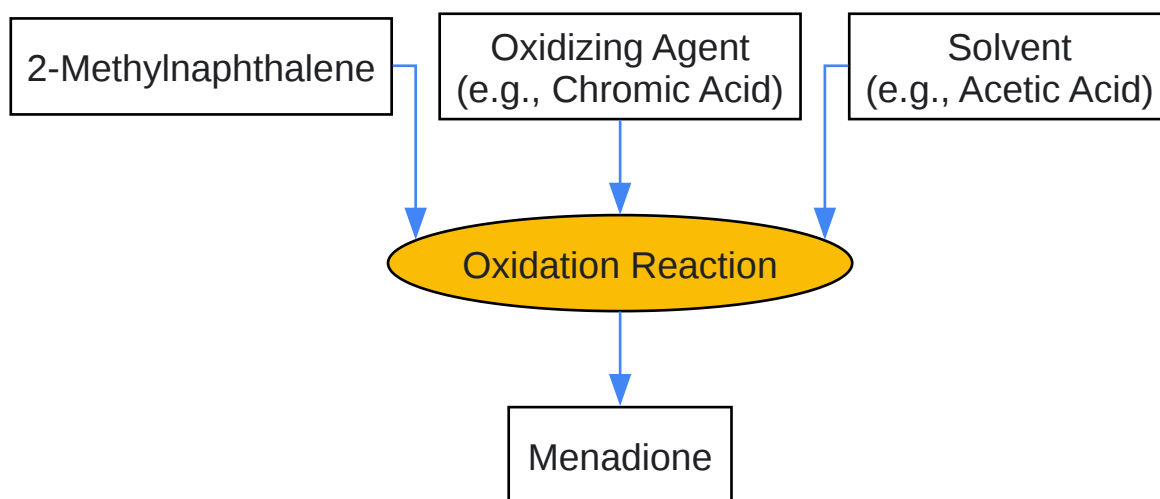 2-Methylnaphthalene
Oxidizing Agent
(e.g., Chromic Acid)
Solvent
(e.g., Acetic Acid)
Oxidation Reaction
Menadione